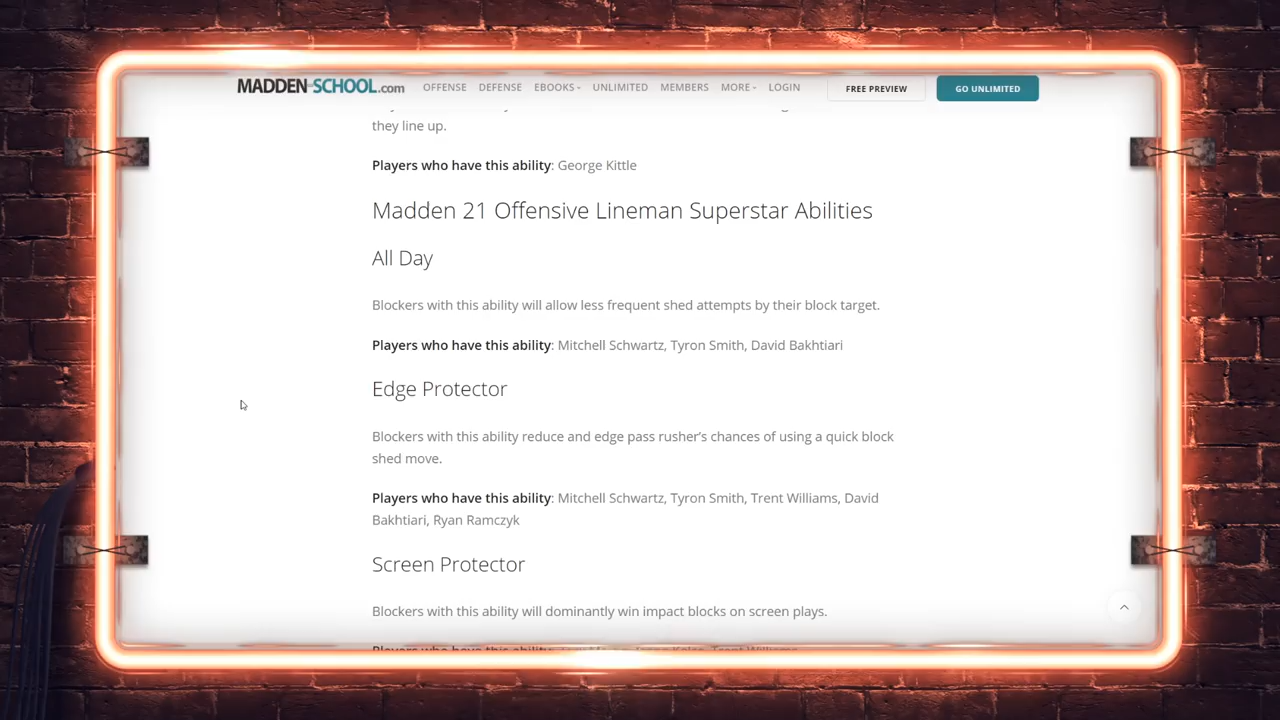 MADDEN-SCHOOL.com OFFENSE DEFENSE EBOOKS UNLIMITED MEMBERS MORE LOGIN FREE PREVIEW GO UNLIMITED
they line up.
Players who have this ability: George Kittle
Madden 21 Offensive Lineman Superstar Abilities
All Day
Blockers with this ability will allow less frequent shed attempts by their block target.
Players who have this ability: Mitchell Schwartz, Tyron Smith, David Bakhtiari
Edge Protector
Blockers with this ability reduce and edge pass rusher’s chances of using a quick block
shed move.
Players who have this ability: Mitchell Schwartz, Tyron Smith, Trent Williams, David
Bakhtiari, Ryan Ramczyk
Screen Protector
Blockers with this ability will dominantly win impact blocks on screen plays.
Players who have this ability: